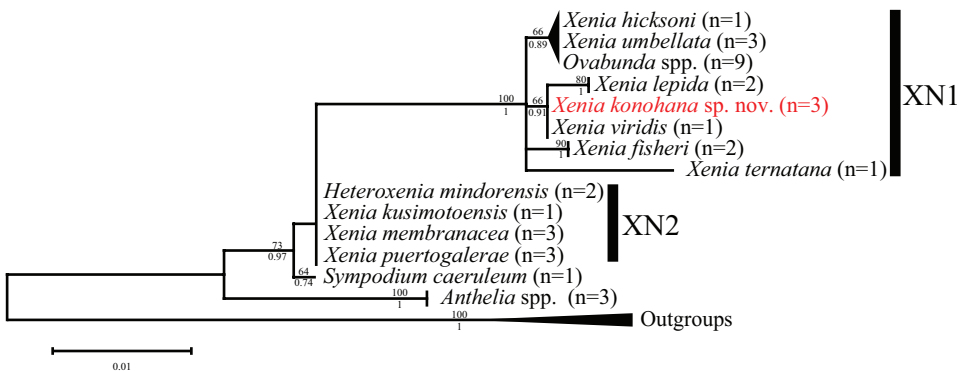 Xenia hicksoni (n=1)
66
0.89
Xenia umbellata (n=3)
Ovabunda spp. (n=9)
80
1
Xenia lepida (n=2)
XN1
100
1
66
0.91
Xenia konohana sp. nov. (n=3)
Xenia viridis (n=1)
90
1
Xenia fisheri (n=2)
Xenia ternatana (n=1)
Heteroxenia mindorensis (n=2)
Xenia kusimotoensis (n=1)
XN2
Xenia membranacea (n=3)
73
0.97
Xenia puertogalerae (n=3)
64
0.74
Sympodium caeruleum (n=1)
100
1
Anthelia spp. (n=3)
100
1
Outgroups
0.01